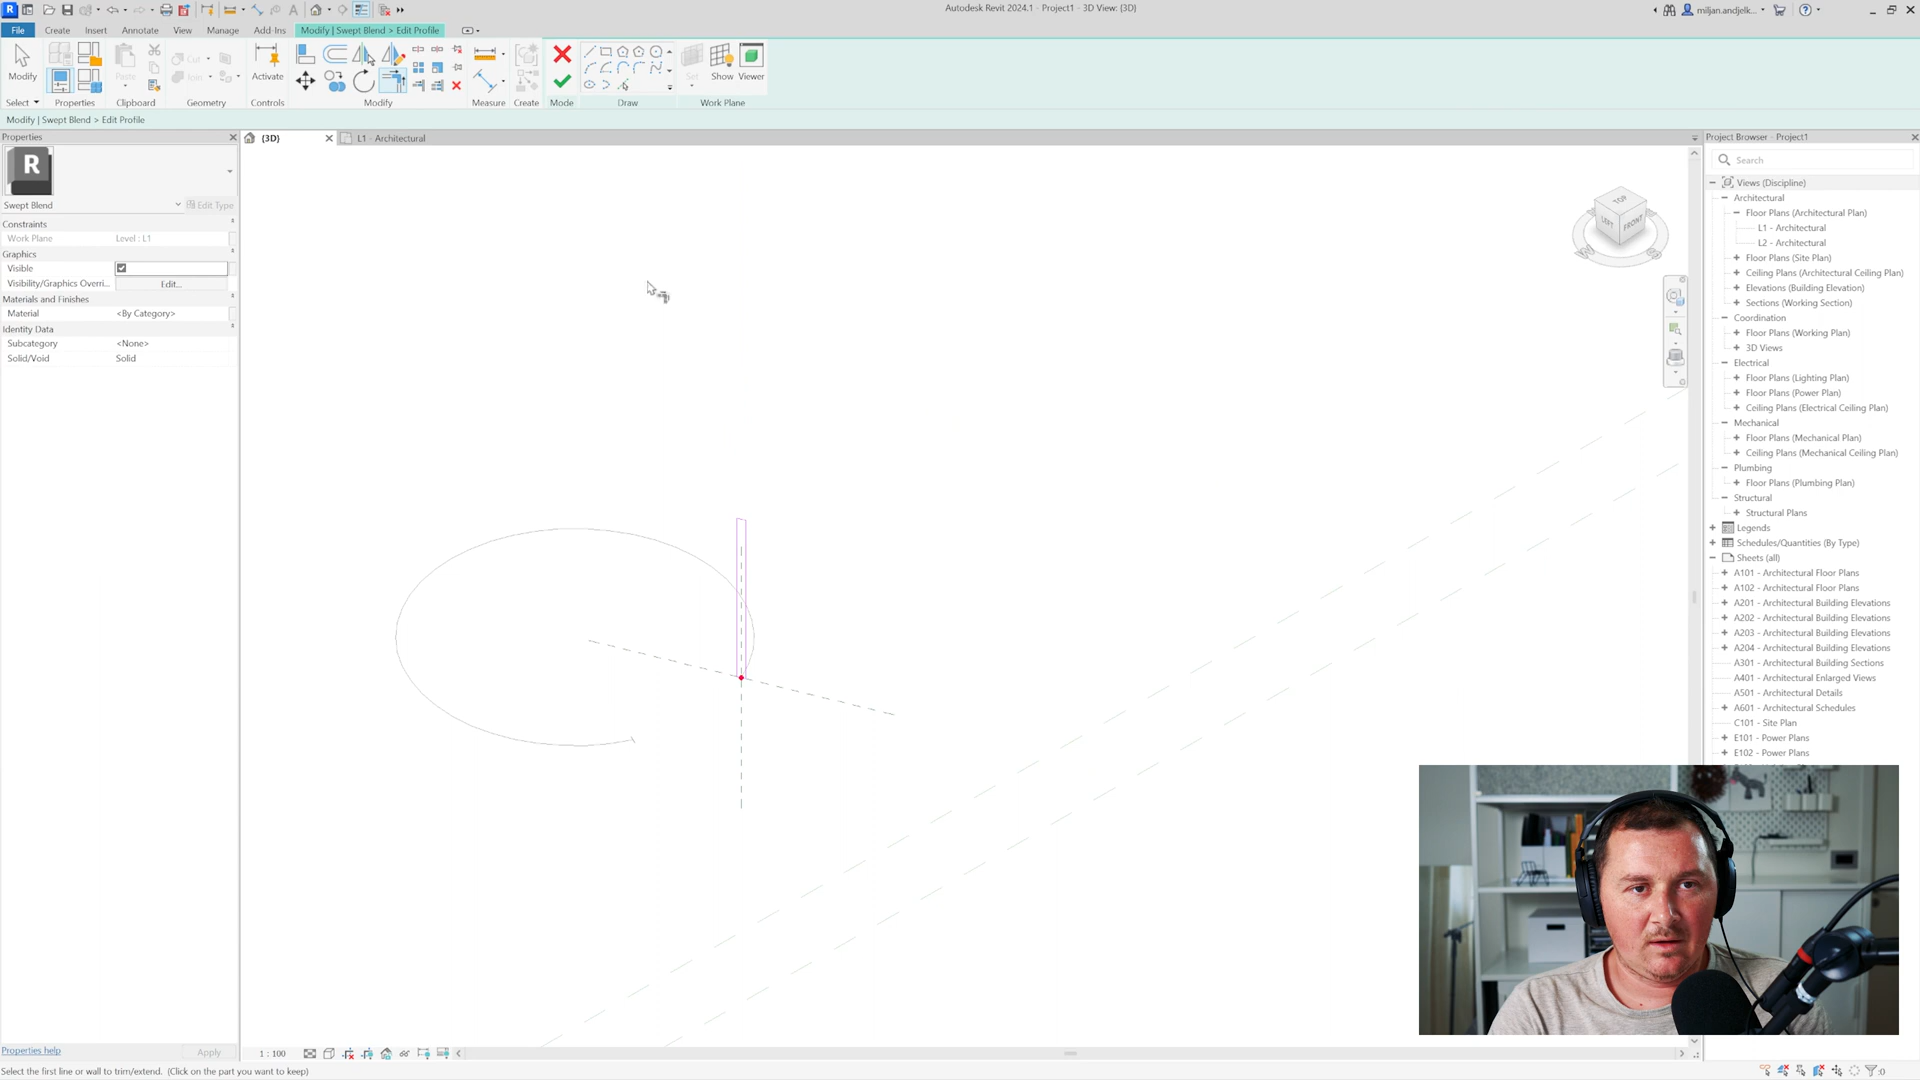 Autodesk Revit 2024.1 - Project1 - 3D View: {3D}
miljan.andjelk...
File
Create
Insert
Annotate
View
Manage
Add-Ins
Modify | Swept Blend > Edit Profile
Modify
Paste
Cut
Join
Activate
Set
Show
Viewer
Select
Properties
Clipboard
Geometry
Controls
Modify
Measure
Create
Mode
Draw
Work Plane
Modify | Swept Blend > Edit Profile
Properties
{3D}
L1 - Architectural
Project Browser - Project1
R
Search
Swept Blend
Edit Type
Constraints
Work Plane
Level : L1
Graphics
Visible
Visibility/Graphics Overri...
Edit...
Materials and Finishes
Material
<By Category>
Identity Data
Subcategory
<None>
Solid/Void
Solid
TOP
LEFT
FRONT
W
S
Views (Discipline)
Architectural
Floor Plans (Architectural Plan)
L1 - Architectural
L2 - Architectural
Floor Plans (Site Plan)
Ceiling Plans (Architectural Ceiling Plan)
Elevations (Building Elevation)
Sections (Working Section)
Coordination
Floor Plans (Working Plan)
3D Views
Electrical
Floor Plans (Lighting Plan)
Floor Plans (Power Plan)
Ceiling Plans (Electrical Ceiling Plan)
Mechanical
Floor Plans (Mechanical Plan)
Ceiling Plans (Mechanical Ceiling Plan)
Plumbing
Floor Plans (Plumbing Plan)
Structural
Structural Plans
Legends
Schedules/Quantities (By Type)
Sheets (all)
A101 - Architectural Floor Plans
A102 - Architectural Floor Plans
A201 - Architectural Building Elevations
A202 - Architectural Building Elevations
A203 - Architectural Building Elevations
A204 - Architectural Building Elevations
A301 - Architectural Building Sections
A401 - Architectural Enlarged Views
A501 - Architectural Details
A601 - Architectural Schedules
C101 - Site Plan
E101 - Power Plans
E102 - Power Plans
Properties help
Apply
1 : 100
Select the first line or wall to trim/extend. (Click on the part you want to keep)
:0